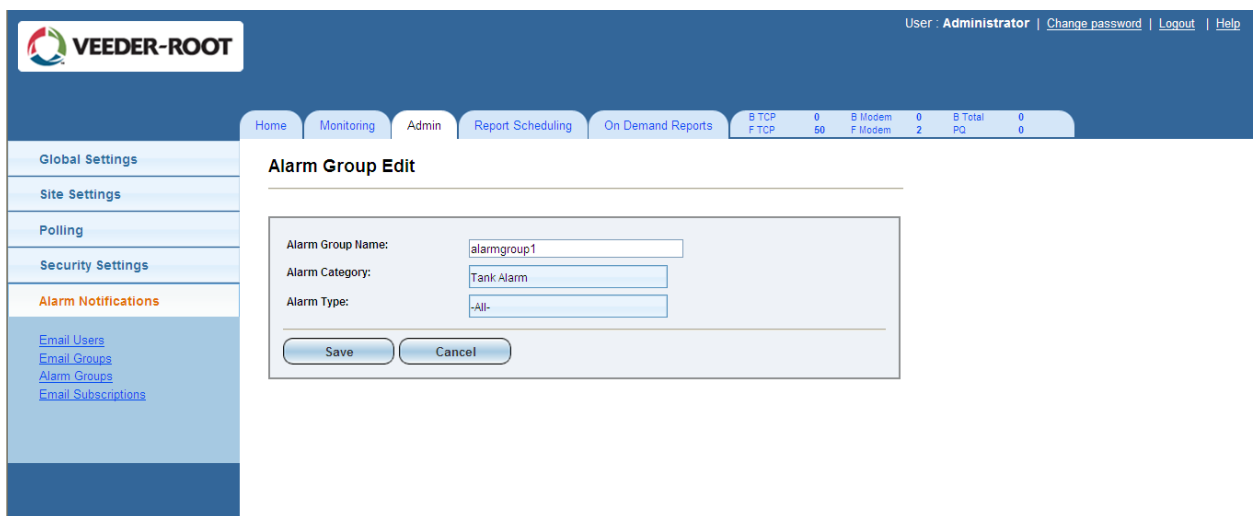 User : Administrator | Change password | Logout | Help
VEEDER-ROOT
Home Monitoring Admin Report Scheduling On Demand Reports
B TCP 0 B Modem 0 B Total 0
F TCP 50 F Modem 2 PQ 0
Global Settings
Site Settings
Polling
Security Settings
Alarm Notifications
Email Users
Email Groups
Alarm Groups
Email Subscriptions
Alarm Group Edit
Alarm Group Name: alarmgroup1
Alarm Category: Tank Alarm
Alarm Type: -All-
Save Cancel